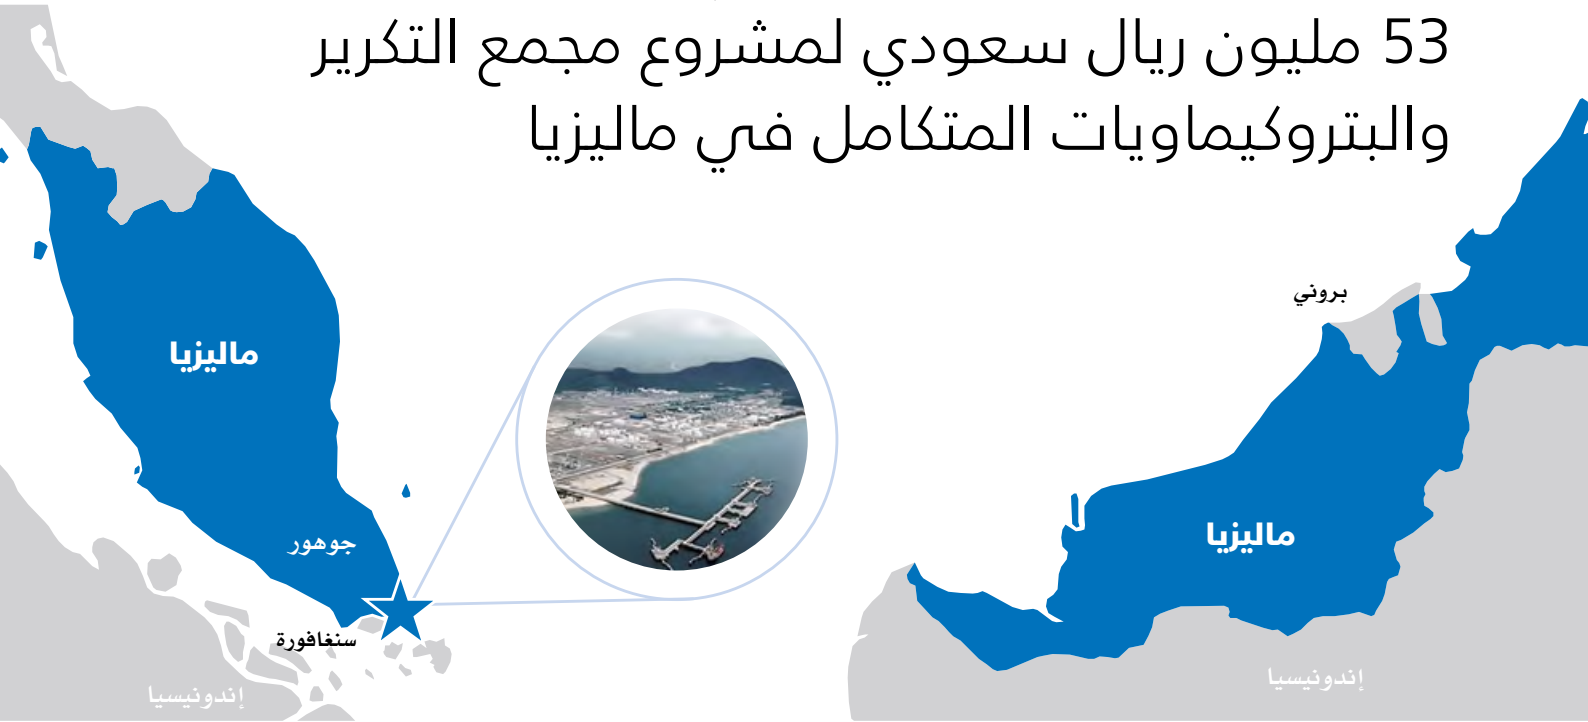 53 مليون ريال سعودي لمشروع مجمع التكرير
والبتروكيماويات المتكامل في ماليزيا
بروني
ماليزيا
ماليزيا
جوهور
سنغافورة
إندونيسيا
إندونيسيا